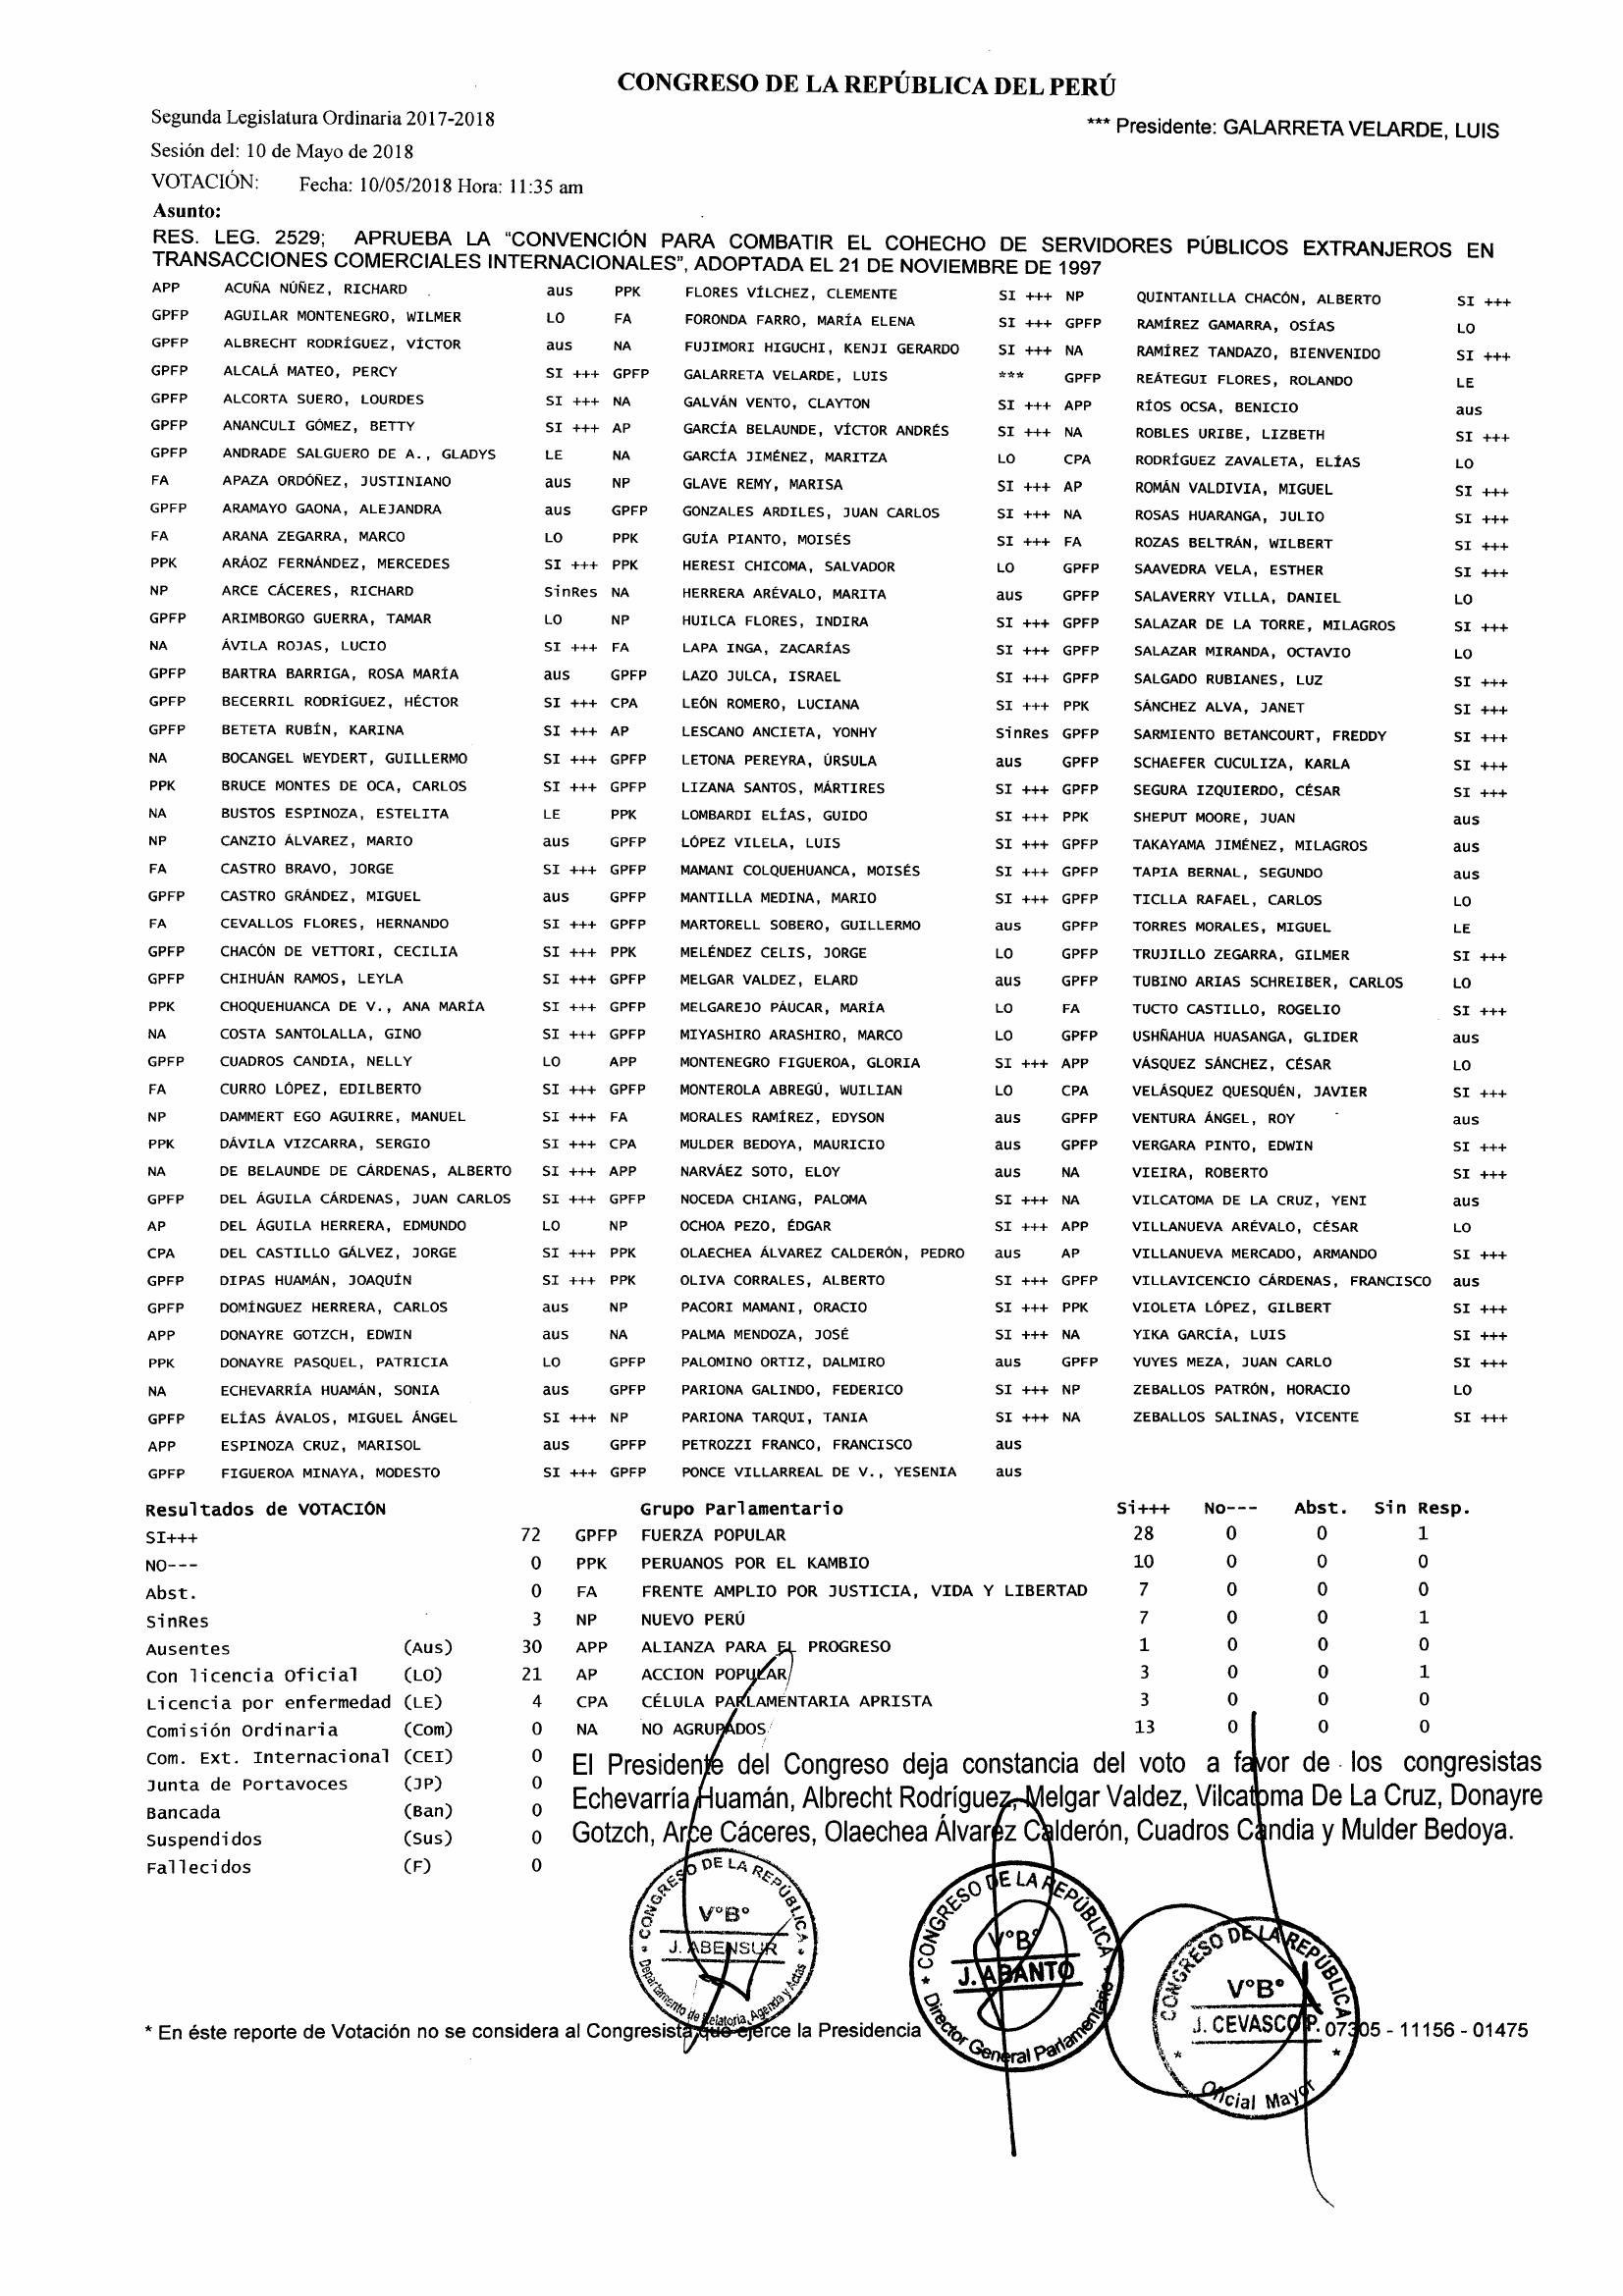 CONGRESO DE LA REPÚBLICA DEL PERÚ
Segunda Legislatura Ordinaria 2017-2018
*** Presidente: GALARRETA VELARDE, LUIS
Sesión del: 10 de Mayo de 2018
VOTACIÓN: Fecha: 10/05/2018 Hora: 11:35 am
Asunto:
RES. LEG. 2529; APRUEBA LA “CONVENCIÓN PARA COMBATIR EL COHECHO DE SERVIDORES PÚBLICOS EXTRANJEROS EN
TRANSACCIONES COMERCIALES INTERNACIONALES”, ADOPTADA EL 21 DE NOVIEMBRE DE 1997
APP ACUÑA NÚÑEZ, RICHARD aus PPK FLORES VÍLCHEZ, CLEMENTE SI +++ NP QUINTANILLA CHACÓN, ALBERTO SI +++
GPFP AGUILAR MONTENEGRO, WILMER LO FA FORONDA FARRO, MARÍA ELENA SI +++ GPFP RAMÍREZ GAMARRA, OSÍAS LO
GPFP ALBRECHT RODRÍGUEZ, VÍCTOR aus NA FUJIMORI HIGUCHI, KENJI GERARDO SI +++ NA RAMÍREZ TANDAZO, BIENVENIDO SI +++
GPFP ALCALÁ MATEO, PERCY SI +++ GPFP GALARRETA VELARDE, LUIS *** GPFP REÁTEGUI FLORES, ROLANDO LE
GPFP ALCORTA SUERO, LOURDES SI +++ NA GALVÁN VENTO, CLAYTON SI +++ APP RÍOS OCSA, BENICIO aus
GPFP ANANCULI GÓMEZ, BETTY SI +++ AP GARCÍA BELAUNDE, VÍCTOR ANDRÉS SI +++ NA ROBLES URIBE, LIZBETH SI +++
GPFP ANDRADE SALGUERO DE A., GLADYS LE NA GARCÍA JIMÉNEZ, MARITZA LO CPA RODRÍGUEZ ZAVALETA, ELÍAS LO
FA APAZA ORDÓÑEZ, JUSTINIANO aus NP GLAVE REMY, MARISA SI +++ AP ROMÁN VALDIVIA, MIGUEL SI +++
GPFP ARAMAYO GAONA, ALEJANDRA aus GPFP GONZALES ARDILES, JUAN CARLOS SI +++ NA ROSAS HUARANGA, JULIO SI +++
FA ARANA ZEGARRA, MARCO LO PPK GUÍA PIANTO, MOISÉS SI +++ FA ROZAS BELTRÁN, WILBERT SI +++
PPK ARÁOZ FERNÁNDEZ, MERCEDES SI +++ PPK HERESI CHICOMA, SALVADOR LO GPFP SAAVEDRA VELA, ESTHER SI +++
NP ARCE CÁCERES, RICHARD SinRes NA HERRERA ARÉVALO, MARITA aus GPFP SALAVERRY VILLA, DANIEL LO
GPFP ARIMBORGO GUERRA, TAMAR LO NP HUILCA FLORES, INDIRA SI +++ GPFP SALAZAR DE LA TORRE, MILAGROS SI +++
NA ÁVILA ROJAS, LUCIO SI +++ FA LAPA INGA, ZACARÍAS SI +++ GPFP SALAZAR MIRANDA, OCTAVIO LO
GPFP BARTRA BARRIGA, ROSA MARÍA aus GPFP LAZO JULCA, ISRAEL SI +++ GPFP SALGADO RUBIANES, LUZ SI +++
GPFP BECERRIL RODRÍGUEZ, HÉCTOR SI +++ CPA LEÓN ROMERO, LUCIANA SI +++ PPK SÁNCHEZ ALVA, JANET SI +++
GPFP BETETA RUBÍN, KARINA SI +++ AP LESCANO ANCIETA, YONHY SinRes GPFP SARMIENTO BETANCOURT, FREDDY SI +++
NA BOCANGEL WEYDERT, GUILLERMO SI +++ GPFP LETONA PEREYRA, ÚRSULA aus GPFP SCHAEFER CUCULIZA, KARLA SI +++
PPK BRUCE MONTES DE OCA, CARLOS SI +++ GPFP LIZANA SANTOS, MÁRTIRES SI +++ GPFP SEGURA IZQUIERDO, CÉSAR SI +++
NA BUSTOS ESPINOZA, ESTELITA LE PPK LOMBARDI ELÍAS, GUIDO SI +++ PPK SHEPUT MOORE, JUAN aus
NP CANZIO ÁLVAREZ, MARIO aus GPFP LÓPEZ VILELA, LUIS SI +++ GPFP TAKAYAMA JIMÉNEZ, MILAGROS aus
FA CASTRO BRAVO, JORGE SI +++ GPFP MAMANI COLQUEHUANCA, MOISÉS SI +++ GPFP TAPIA BERNAL, SEGUNDO aus
GPFP CASTRO GRÁNDEZ, MIGUEL aus GPFP MANTILLA MEDINA, MARIO SI +++ GPFP TICLLA RAFAEL, CARLOS LO
FA CEVALLOS FLORES, HERNANDO SI +++ GPFP MARTORELL SOBERO, GUILLERMO aus GPFP TORRES MORALES, MIGUEL LE
GPFP CHACÓN DE VETTORI, CECILIA SI +++ PPK MELÉNDEZ CELIS, JORGE LO GPFP TRUJILLO ZEGARRA, GILMER SI +++
GPFP CHIHUÁN RAMOS, LEYLA SI +++ GPFP MELGAR VALDEZ, ELARD aus GPFP TUBINO ARIAS SCHREIBER, CARLOS LO
PPK CHOQUEHUANCA DE V., ANA MARÍA SI +++ GPFP MELGAREJO PÁUCAR, MARÍA LO FA TUCTO CASTILLO, ROGELIO SI +++
NA COSTA SANTOLALLA, GINO SI +++ GPFP MIYASHIRO ARASHIRO, MARCO LO GPFP USHÑAHUA HUASANGA, GLIDER aus
GPFP CUADROS CANDIA, NELLY LO APP MONTENEGRO FIGUEROA, GLORIA SI +++ APP VÁSQUEZ SÁNCHEZ, CÉSAR LO
FA CURRO LÓPEZ, EDILBERTO SI +++ GPFP MONTEROLA ABREGÚ, WUILIAN LO CPA VELÁSQUEZ QUESQUÉN, JAVIER SI +++
NP DAMMERT EGO AGUIRRE, MANUEL SI +++ FA MORALES RAMÍREZ, EDYSON aus GPFP VENTURA ÁNGEL, ROY aus
PPK DÁVILA VIZCARRA, SERGIO SI +++ CPA MULDER BEDOYA, MAURICIO aus GPFP VERGARA PINTO, EDWIN SI +++
NA DE BELAUNDE DE CÁRDENAS, ALBERTO SI +++ APP NARVÁEZ SOTO, ELOY aus NA VIEIRA, ROBERTO SI +++
GPFP DEL ÁGUILA CÁRDENAS, JUAN CARLOS SI +++ GPFP NOCEDA CHIANG, PALOMA SI +++ NA VILCATOMA DE LA CRUZ, YENI aus
AP DEL ÁGUILA HERRERA, EDMUNDO LO NP OCHOA PEZO, ÉDGAR SI +++ APP VILLANUEVA ARÉVALO, CÉSAR LO
CPA DEL CASTILLO GÁLVEZ, JORGE SI +++ PPK OLAECHEA ÁLVAREZ CALDERÓN, PEDRO aus AP VILLANUEVA MERCADO, ARMANDO SI +++
GPFP DIPAS HUAMÁN, JOAQUÍN SI +++ PPK OLIVA CORRALES, ALBERTO SI +++ GPFP VILLAVICENCIO CÁRDENAS, FRANCISCO aus
GPFP DOMÍNGUEZ HERRERA, CARLOS aus NP PACORI MAMANI, ORACIO SI +++ PPK VIOLETA LÓPEZ, GILBERT SI +++
APP DONAYRE GOTZCH, EDWIN aus NA PALMA MENDOZA, JOSÉ SI +++ NA YIKA GARCÍA, LUIS SI +++
PPK DONAYRE PASQUEL, PATRICIA LO GPFP PALOMINO ORTIZ, DALMIRO aus GPFP YUYES MEZA, JUAN CARLO SI +++
NA ECHEVARRÍA HUAMÁN, SONIA aus GPFP PARIONA GALINDO, FEDERICO SI +++ NP ZEBALLOS PATRÓN, HORACIO LO
GPFP ELÍAS ÁVALOS, MIGUEL ÁNGEL SI +++ NP PARIONA TARQUI, TANIA SI +++ NA ZEBALLOS SALINAS, VICENTE SI +++
APP ESPINOZA CRUZ, MARISOL aus GPFP PETROZZI FRANCO, FRANCISCO aus
GPFP FIGUEROA MINAYA, MODESTO SI +++ GPFP PONCE VILLARREAL DE V., YESENIA aus
Resultados de VOTACIÓN Grupo Parlamentario Si+++ No--- Abst. Sin Resp.
SI+++ 72 GPFP FUERZA POPULAR 28 0 0 1
NO--- 0 PPK PERUANOS POR EL KAMBIO 10 0 0 0
Abst. 0 FA FRENTE AMPLIO POR JUSTICIA, VIDA Y LIBERTAD 7 0 0 0
SinRes 3 NP NUEVO PERÚ 7 0 0 1
Ausentes (Aus) 30 APP ALIANZA PARA EL PROGRESO 1 0 0 0
Con licencia Oficial (LO) 21 AP ACCION POPULAR 3 0 0 1
Licencia por enfermedad (LE) 4 CPA CÉLULA PARLAMENTARIA APRISTA 3 0 0 0
Comisión Ordinaria (Com) 0 NA NO AGRUPADOS 13 0 0 0
Com. Ext. Internacional (CEI) 0
Junta de Portavoces (JP) 0
Bancada (Ban) 0
Suspendidos (Sus) 0
Fallecidos (F) 0
El Presidente del Congreso deja constancia del voto a favor de los congresistas
Echevarría Huamán, Albrecht Rodríguez, Melgar Valdez, Vilcatoma De La Cruz, Donayre
Gotzch, Arce Cáceres, Olaechea Álvarez Calderón, Cuadros Candia y Mulder Bedoya.
* CONGRESO DE LA REPÚBLICA *
V°B°
J. ABENSUR
Departamento de Relatoría, Agenda y Actas
* CONGRESO DE LA REPÚBLICA *
V°B°
J. ABANTO
Director General Parlamentario
* CONGRESO DE LA REPÚBLICA *
V°B°
J. CEVASCO P.
Oficial Mayor
* En éste reporte de Votación no se considera al Congresista que ejerce la Presidencia
07305 - 11156 - 01475